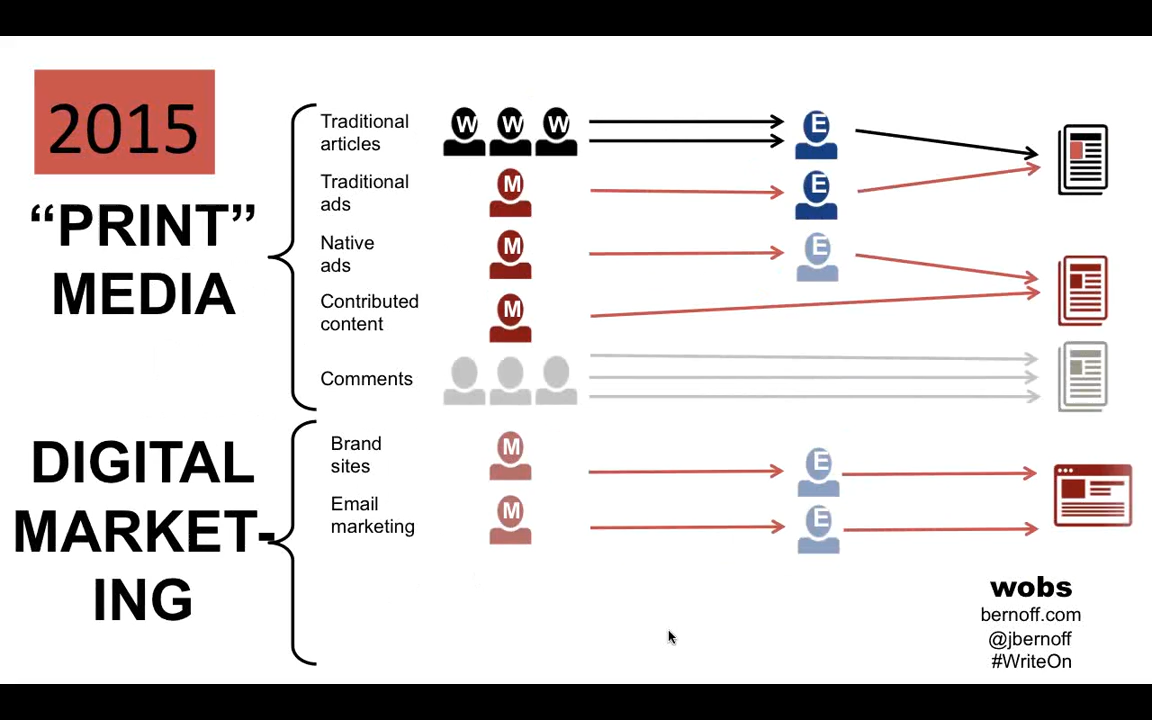 2015
“PRINT”
MEDIA
Traditional
articles
W W W
E
Traditional
ads
M
E
Native
ads
M
E
Contributed
content
M
Comments
DIGITAL
MARKET-
ING
Brand
sites
M
E
Email
marketing
M
E
wobs
bernoff.com
@jbernoff
#WriteOn